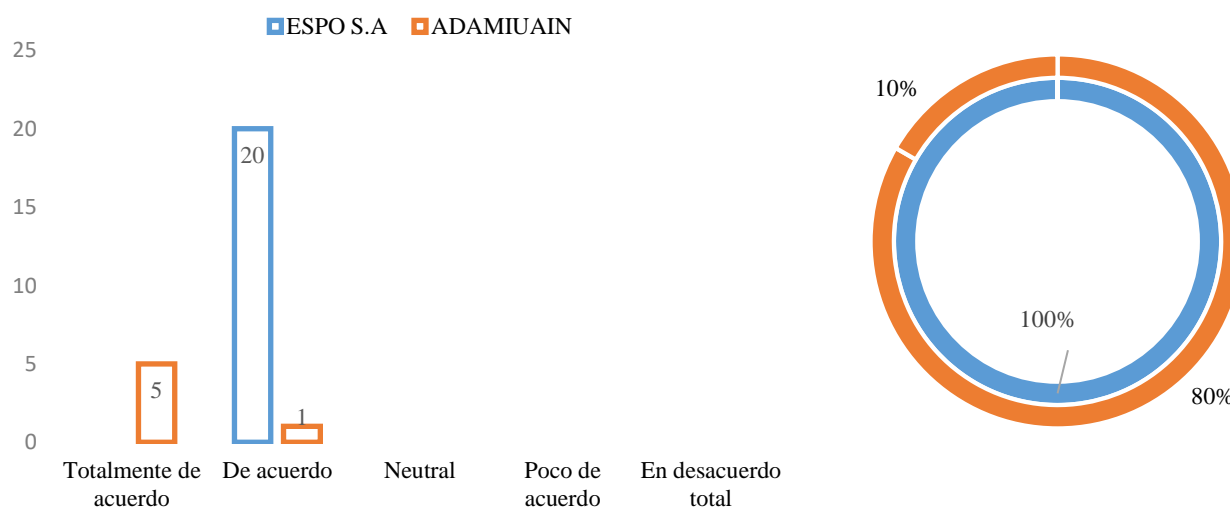 ESPO S.A ADAMIUAIN
25
20
15
10
5
0
20
5
1
Totalmente de acuerdo
De acuerdo
Neutral
Poco de acuerdo
En desacuerdo total
10%
100%
80%